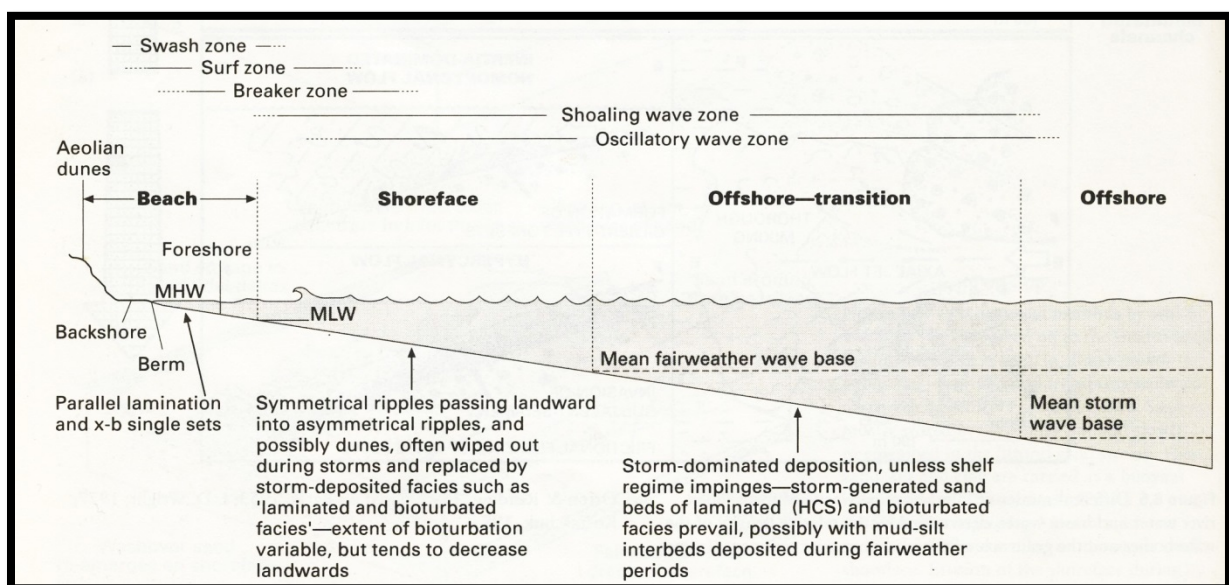 Swash zone
Surf zone
Breaker zone
Shoaling wave zone
Oscillatory wave zone
Aeolian
dunes
Beach
Shoreface
Offshore—transition
Offshore
Foreshore
MHW
MLW
Backshore
Berm
Mean fairweather wave base
Mean storm
wave base
Parallel lamination
and x-b single sets
Symmetrical ripples passing landward
into asymmetrical ripples, and
possibly dunes, often wiped out
during storms and replaced by
storm-deposited facies such as
'laminated and bioturbated
facies'—extent of bioturbation
variable, but tends to decrease
landwards
Storm-dominated deposition, unless shelf
regime impinges—storm-generated sand
beds of laminated (HCS) and bioturbated
facies prevail, possibly with mud-silt
interbeds deposited during fairweather
periods